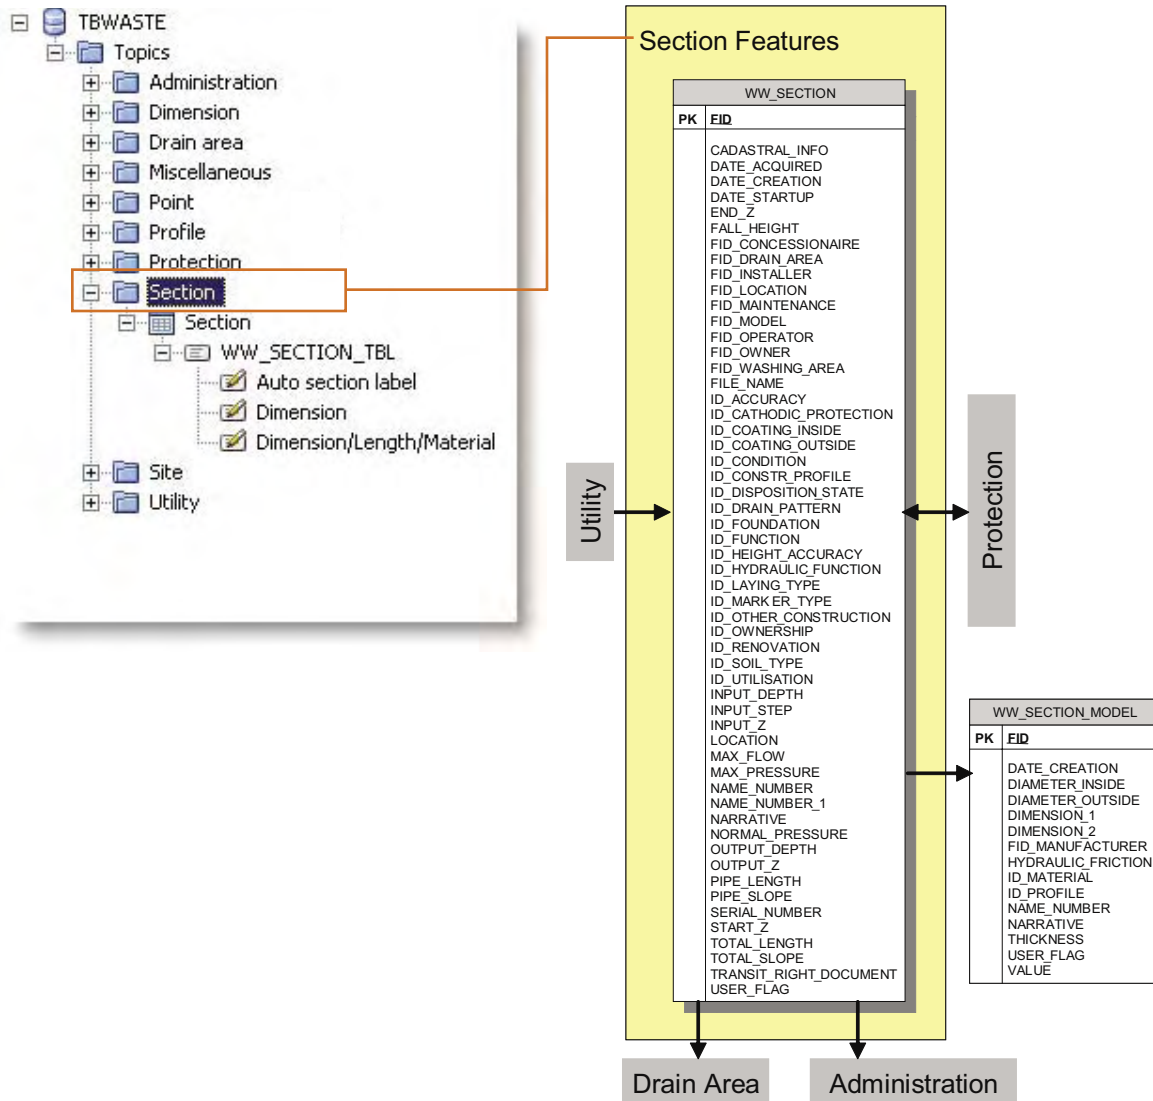 TBWASTE
Topics
Administration
Dimension
Drain area
Miscellaneous
Point
Profile
Protection
Section
Section
WW_SECTION_TBL
Auto section label
Dimension
Dimension/Length/Material
Site
Utility
Section Features
WW_SECTION
PK FID
CADASTRAL_INFO
DATE_ACQUIRED
DATE_CREATION
DATE_STARTUP
END_Z
FALL_HEIGHT
FID_CONCESSIONAIRE
FID_DRAIN_AREA
FID_INSTALLER
FID_LOCATION
FID_MAINTENANCE
FID_MODEL
FID_OPERATOR
FID_OWNER
FID_WASHING_AREA
FILE_NAME
ID_ACCURACY
ID_CATHODIC_PROTECTION
ID_COATING_INSIDE
ID_COATING_OUTSIDE
ID_CONDITION
ID_CONSTR_PROFILE
ID_DISPOSITION_STATE
ID_DRAIN_PATTERN
ID_FOUNDATION
ID_FUNCTION
ID_HEIGHT_ACCURACY
ID_HYDRAULIC_FUNCTION
ID_LAYING_TYPE
ID_MARKER_TYPE
ID_OTHER_CONSTRUCTION
ID_OWNERSHIP
ID_RENOVATION
ID_SOIL_TYPE
ID_UTILISATION
INPUT_DEPTH
INPUT_STEP
INPUT_Z
LOCATION
MAX_FLOW
MAX_PRESSURE
NAME_NUMBER
NAME_NUMBER_1
NARRATIVE
NORMAL_PRESSURE
OUTPUT_DEPTH
OUTPUT_Z
PIPE_LENGTH
PIPE_SLOPE
SERIAL_NUMBER
START_Z
TOTAL_LENGTH
TOTAL_SLOPE
TRANSIT_RIGHT_DOCUMENT
USER_FLAG
Utility
Protection
WW_SECTION_MODEL
PK FID
DATE_CREATION
DIAMETER_INSIDE
DIAMETER_OUTSIDE
DIMENSION_1
DIMENSION_2
FID_MANUFACTURER
HYDRAULIC_FRICTION
ID_MATERIAL
ID_PROFILE
NAME_NUMBER
NARRATIVE
THICKNESS
USER_FLAG
VALUE
Drain Area
Administration